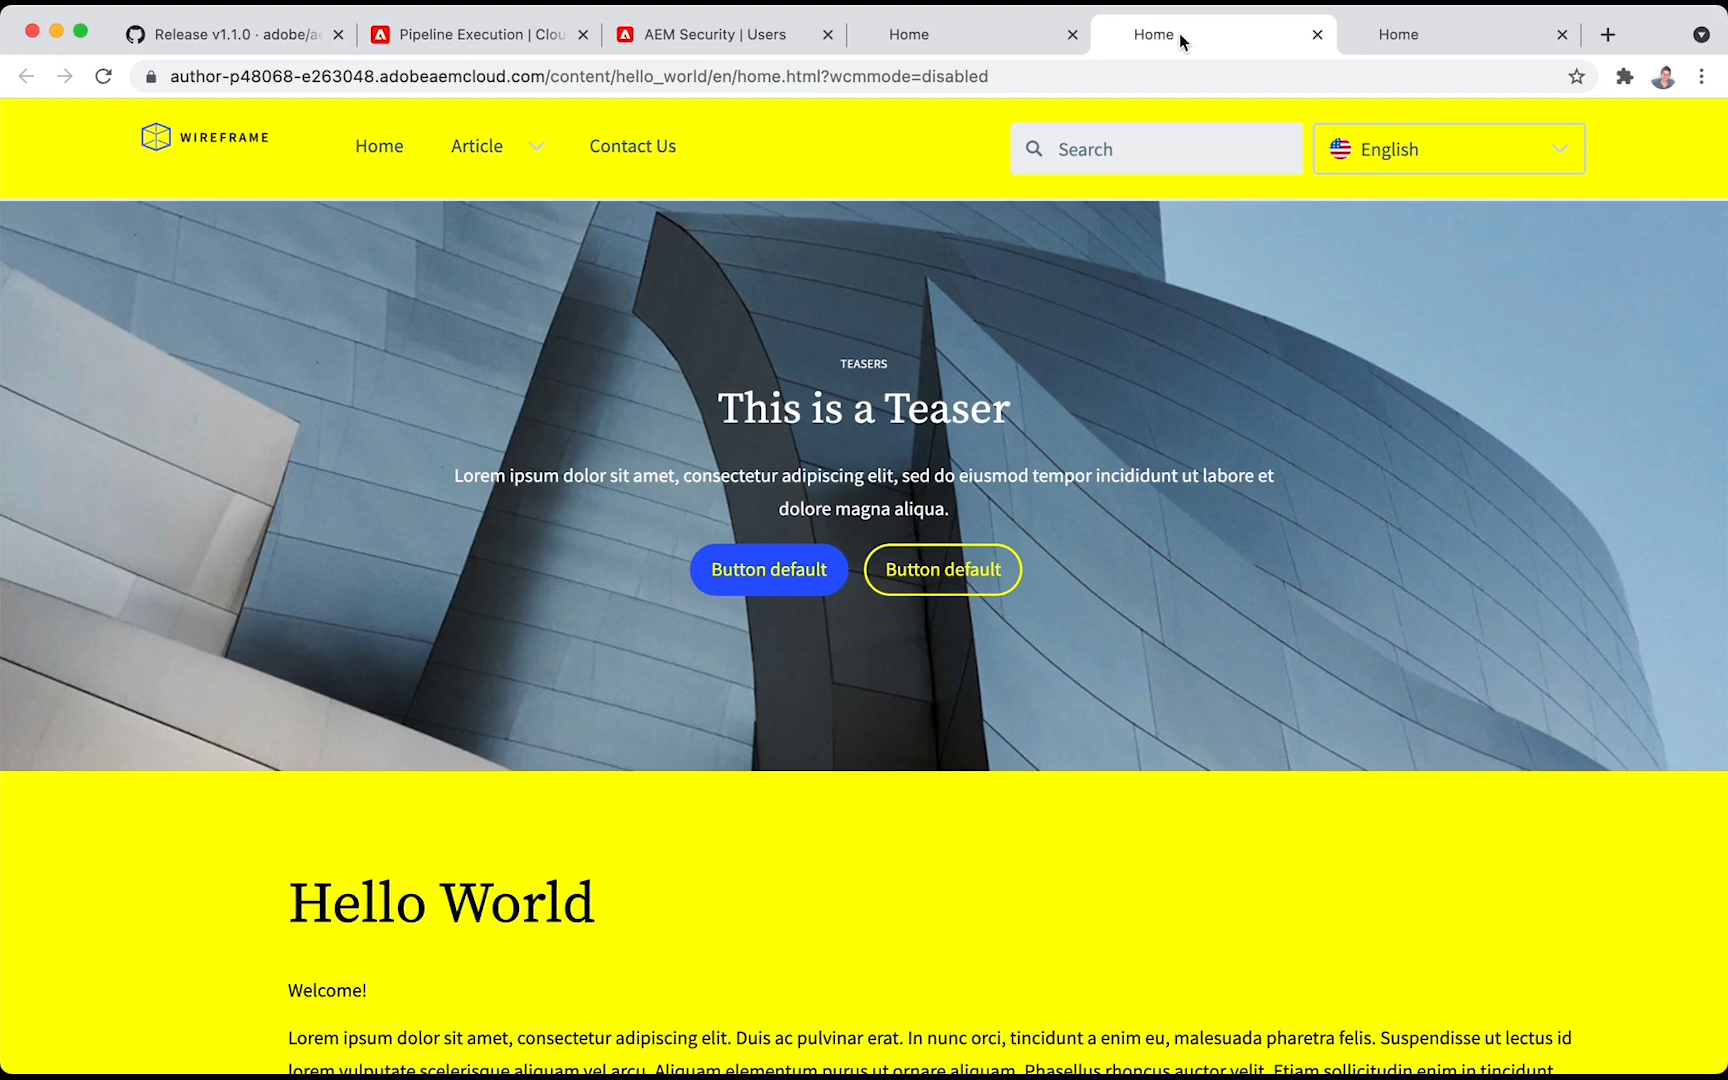 Release v1.1.0 · adobe/ae
Pipeline Execution | Clou
AEM Security | Users
Home
Home
Home
author-p48068-e263048.adobeaemcloud.com/content/hello_world/en/home.html?wcmmode=disabled
WIREFRAME
Home
Article
Contact Us
Search
English
TEASERS
This is a Teaser
Lorem ipsum dolor sit amet, consectetur adipiscing elit, sed do eiusmod tempor incididunt ut labore et
dolore magna aliqua.
Button default
Button default
Hello World
Welcome!
Lorem ipsum dolor sit amet, consectetur adipiscing elit. Duis ac pulvinar erat. In nunc orci, tincidunt a enim eu, malesuada pharetra felis. Suspendisse ut lectus id
lorem vulputate scelerisque aliquam vel arcu. Aliquam elementum purus ut ornare aliquam. Phasellus rhoncus auctor velit. Etiam sollicitudin enim in tincidunt